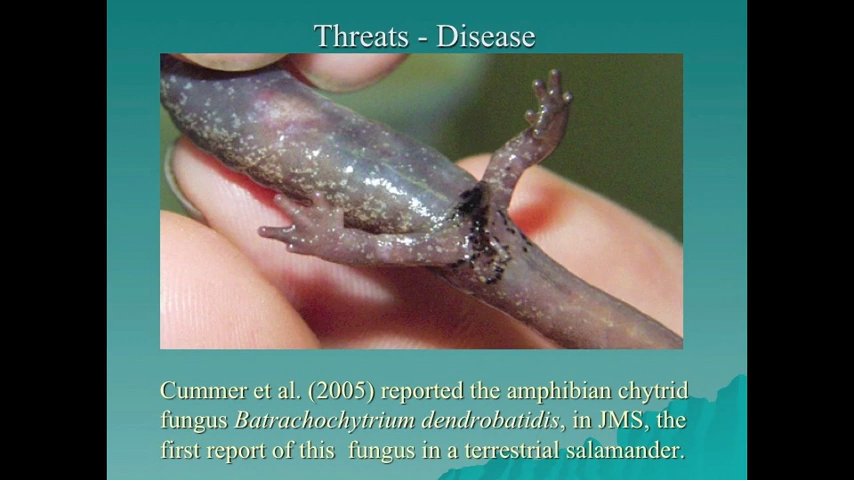 Threats - Disease
Cummer et al. (2005) reported the amphibian chytrid
fungus Batrachochytrium dendrobatidis, in JMS, the
first report of this fungus in a terrestrial salamander.